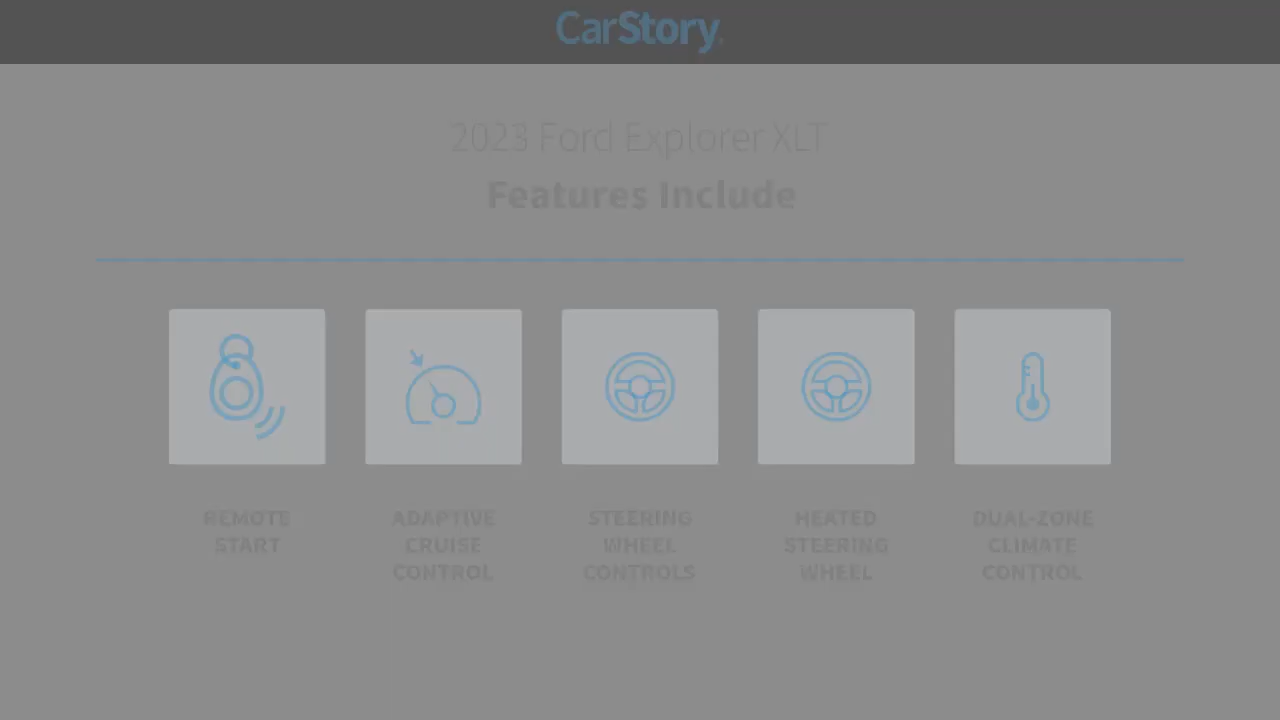 CarStory
2023 Ford Explorer XLT
Features Include
REMOTE
START
ADAPTIVE
CRUISE
CONTROL
STEERING
WHEEL
CONTROLS
HEATED
STEERING
WHEEL
DUAL-ZONE
CLIMATE
CONTROL